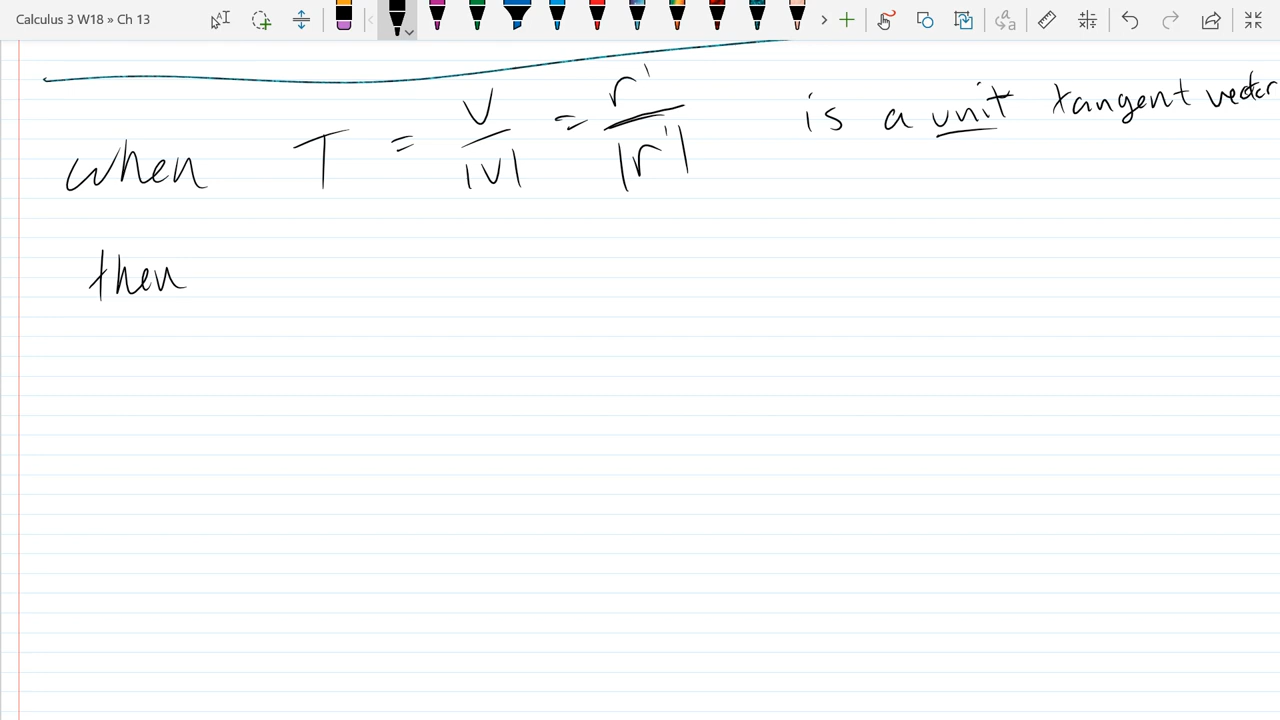 Calculus 3 W18 » Ch 13
when T = v/|v| = r'/|r'| is a unit tangent vector
then